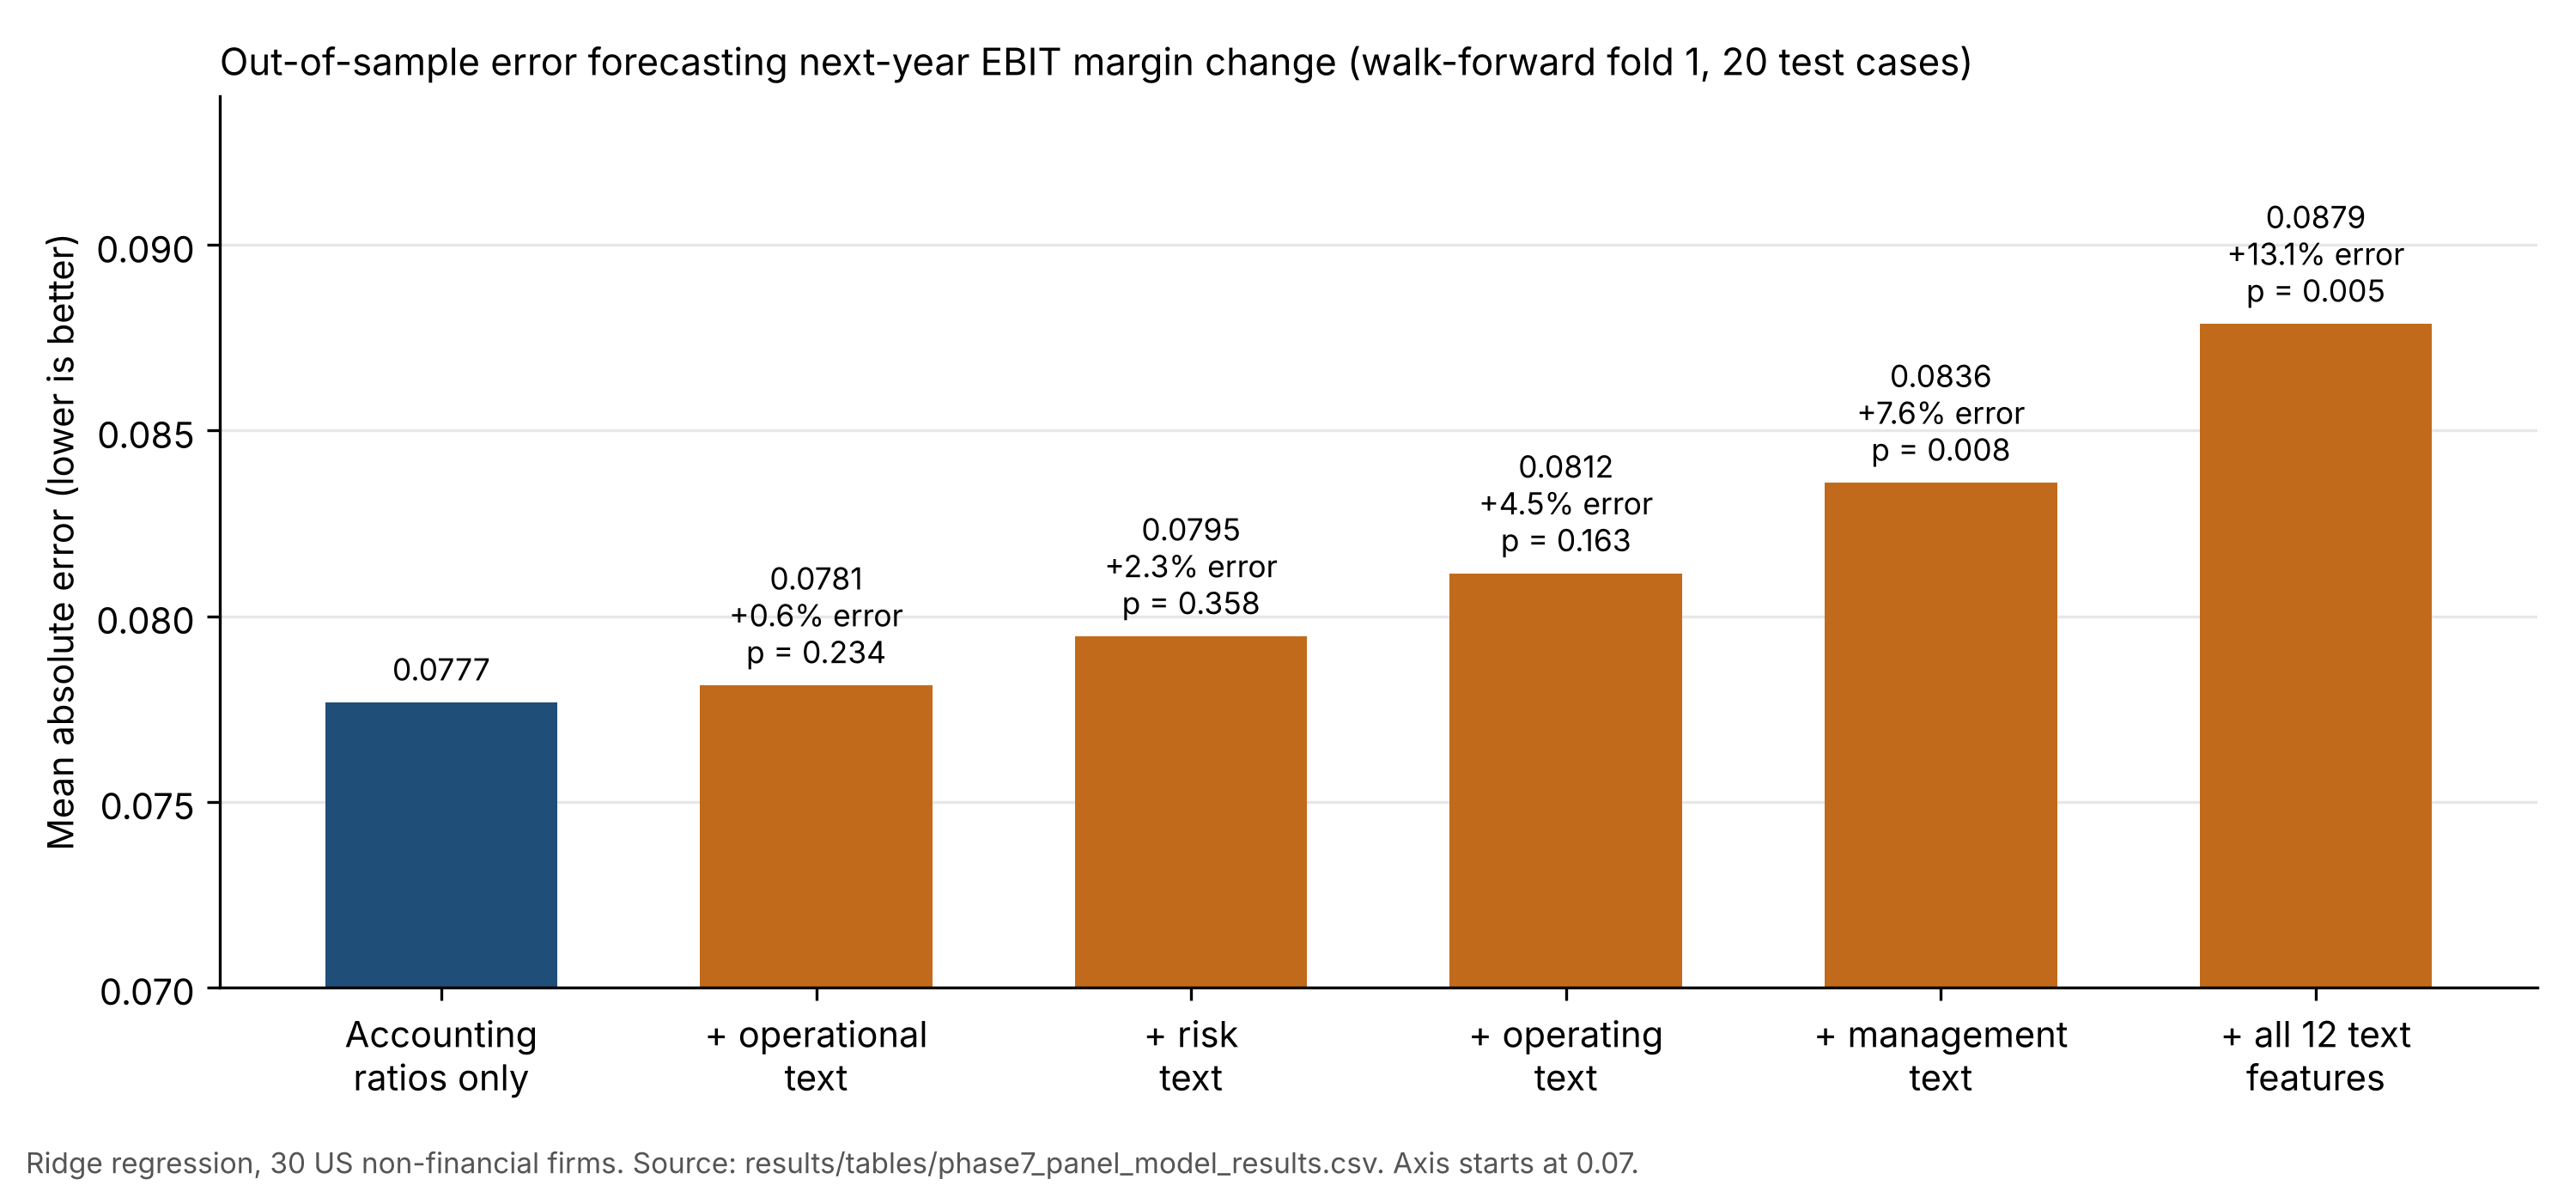 Out-of-sample error forecasting next-year EBIT margin change (walk-forward fold 1, 20 test cases)
Mean absolute error (lower is better)
0.090
0.085
0.080
0.075
0.070
0.0777
0.0781
+0.6% error
p = 0.234
0.0795
+2.3% error
p = 0.358
0.0812
+4.5% error
p = 0.163
0.0836
+7.6% error
p = 0.008
0.0879
+13.1% error
p = 0.005
Accounting
ratios only
+ operational
text
+ risk
text
+ operating
text
+ management
text
+ all 12 text
features
Ridge regression, 30 US non-financial firms. Source: results/tables/phase7_panel_model_results.csv. Axis starts at 0.07.